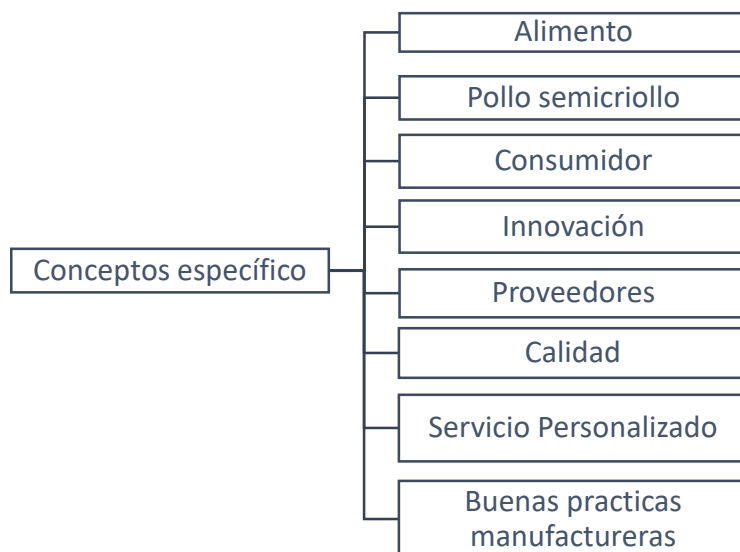 Alimento
Pollo semicriollo
Consumidor
Innovación
Conceptos específico
Proveedores
Calidad
Servicio Personalizado
Buenas practicas
manufactureras